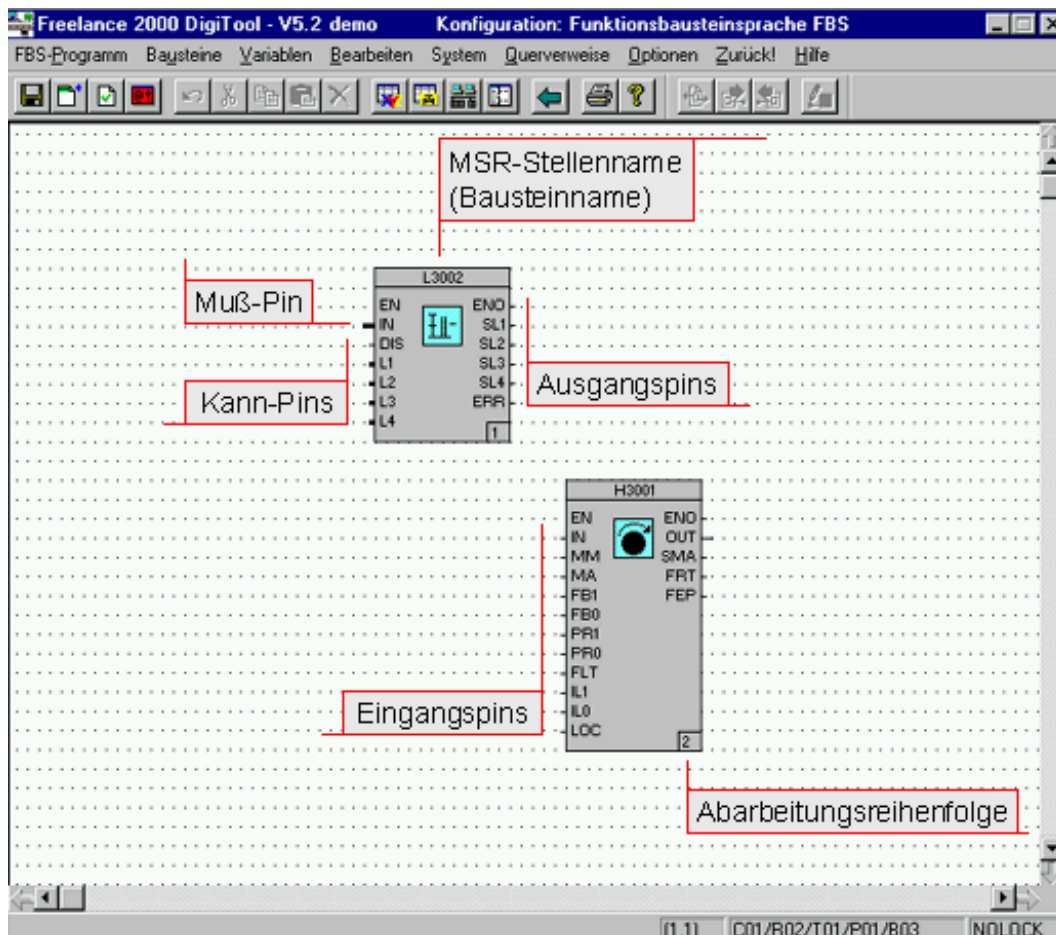 Freelance 2000 DigiTool - V5.2 demo Konfiguration: Funktionsbausteinsprache FBS
FBS-Programm Bausteine Variablen Bearbeiten System Querverweise Optionen Zurück! Hilfe
MSR-Stellenname
(Bausteinname)
Muß-Pin
Kann-Pins
L3002
EN ENO
IN SL1
DIS SL2
L1 SL3
L2 SL4
L3 ERR
L4
1
Ausgangspins
H3001
EN ENO
IN OUT
MM SMA
MA FRT
FB1 FEP
FB0
PR1
PR0
FLT
IL1
IL0
LOC
2
Eingangspins
Abarbeitungsreihenfolge
(1,1) C01/R02/T01/P01/B03 NOLOCK